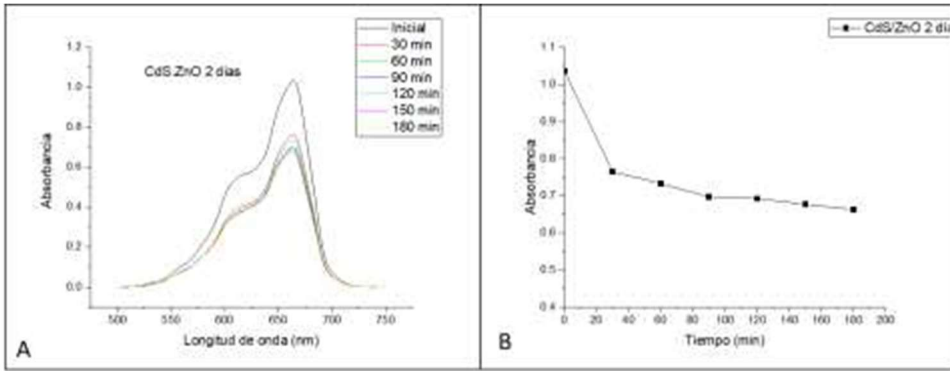 Inicial
30 min
60 min
90 min
120 min
150 min
180 min
CdS ZnO 2 dias
1.2
1.0
0.8
0.6
0.4
0.2
0.0
Absorbancia
500 550 600 650 700 750
Longitud de onda (nm)
A
CdS/ZnO 2 dia
1.1
1.0
0.9
0.8
0.7
0.6
0.5
0.4
Absorbancia
0 20 40 60 80 100 120 140 160 180 200
Tiempo (min)
B